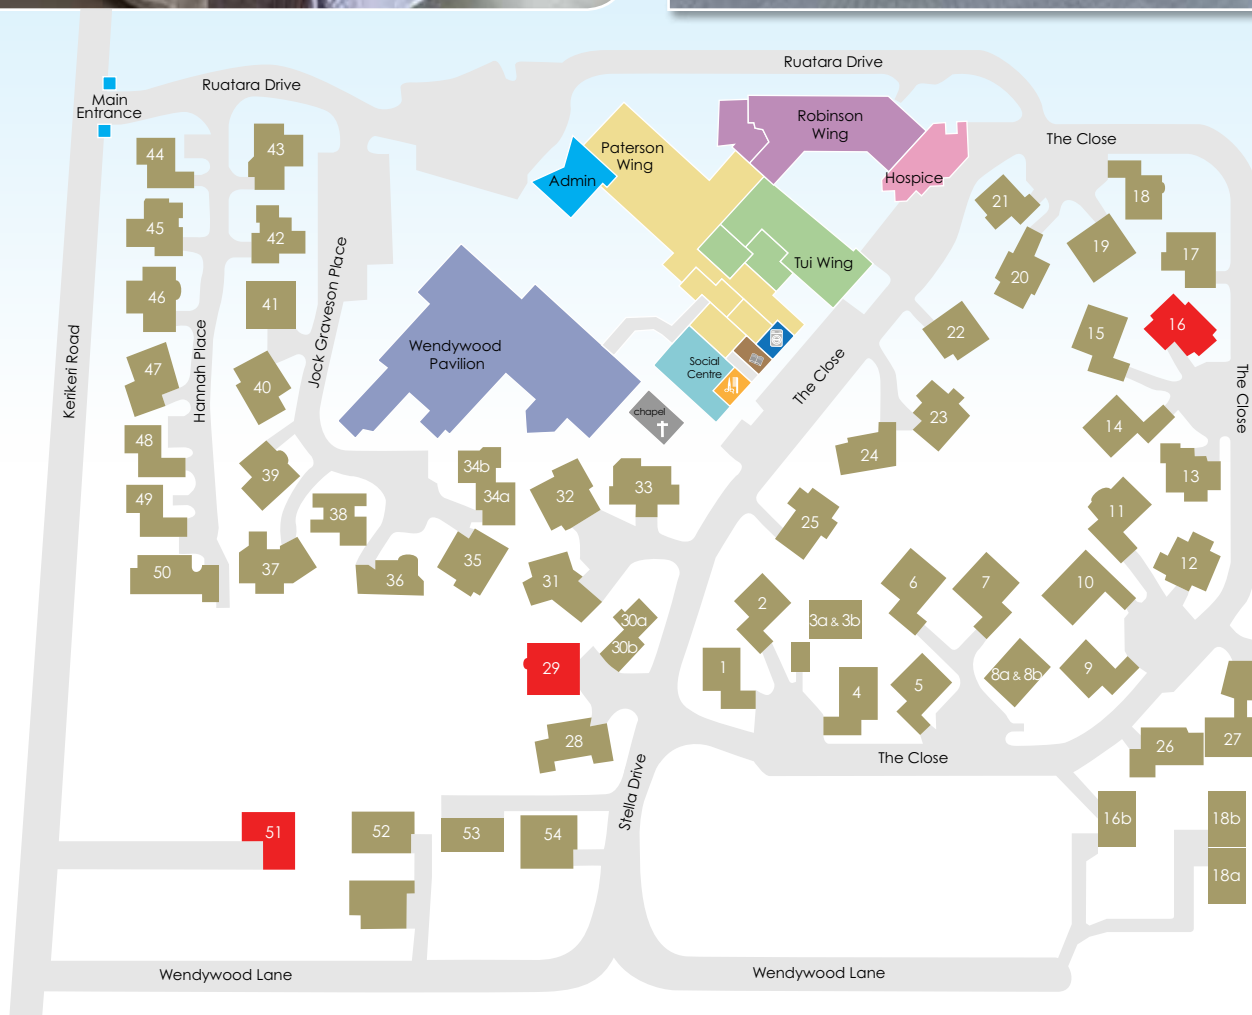 Ruatara Drive
Ruatara Drive
Main
Entrance
The Close
Robinson
Wing
Paterson
Wing
Admin
Hospice
Tui Wing
44
43
45
42
46
41
47
40
48
39
49
38
50
37
36
35
34b
34a
32
33
31
30a
30b
29
28
21
18
19
17
20
16
22
15
23
14
24
13
25
11
12
6
7
10
2
3a & 3b
1
4
5
8a & 8b
9
26
27
16b
18b
18a
51
52
53
54
Wendywood
Pavilion
Social
Centre
chapel
Kerikeri Road
Hannah Place
Jock Graveson Place
The Close
The Close
The Close
Stella Drive
Wendywood Lane
Wendywood Lane